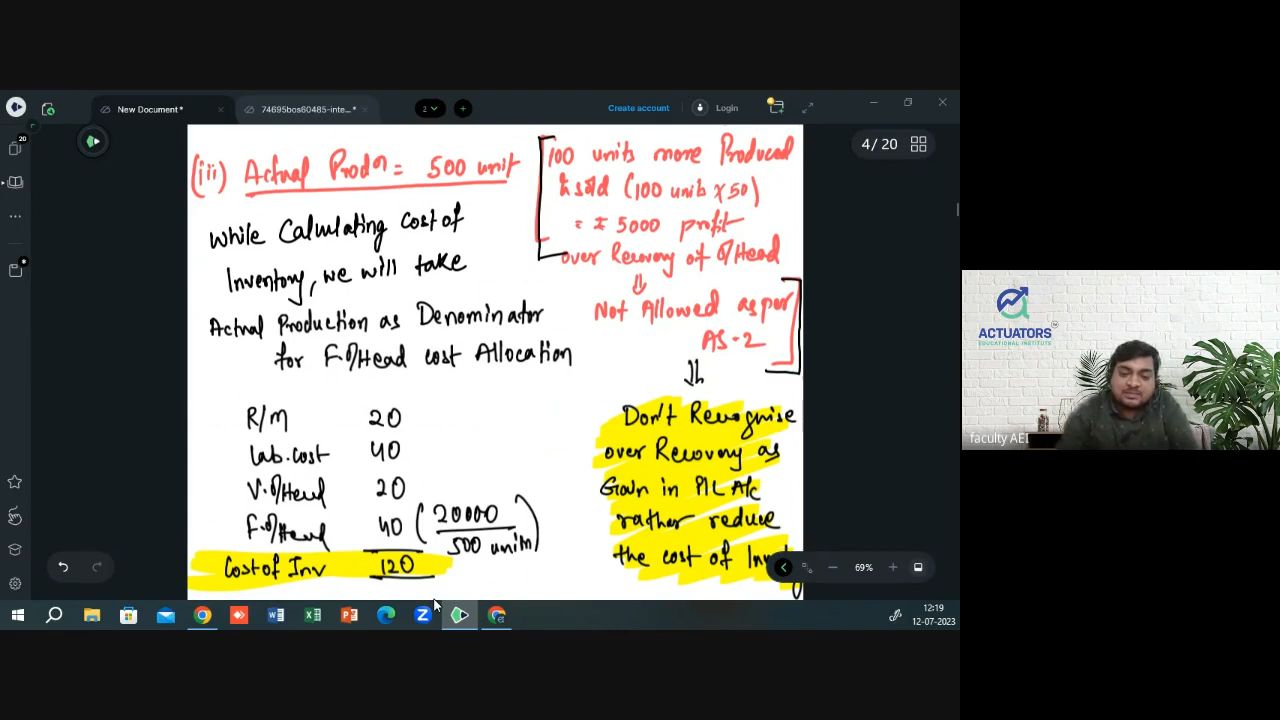 New Document*
74695bos60485-inte...*
2
Create account
Login
20
4/20
(iii) Actual Prodn = 500 unit
While Calculating Cost of
Inventory, we will take
Actual Production as Denominator
for F.O/Head cost Allocation
R/M 20
Lab.cost 40
V.O/Head 20
F.O/Head 40 (20000/500 units)
Cost of Inv 120
100 units more Produced
& sold (100 units x 50)
= ₹ 5000 profit
over Recovery of O/Head
⇓
Not Allowed as per
AS-2
⇓
Don't Recognise
over Recovery as
Gain in P/L A/c
rather reduce
the cost of
69%
12:19
12-07-2023
ACTUATORS
EDUCATIONAL INSTITUTE
faculty AEI